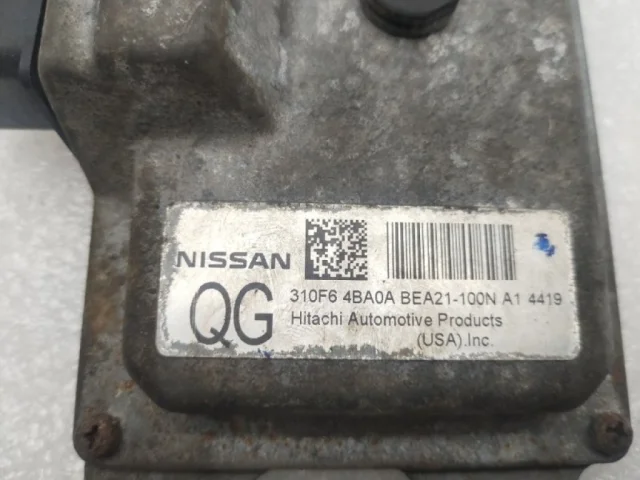 NISSAN
QG
310F6 4BA0A BEA21-100N A1 4419
Hitachi Automotive Products
(USA).Inc.